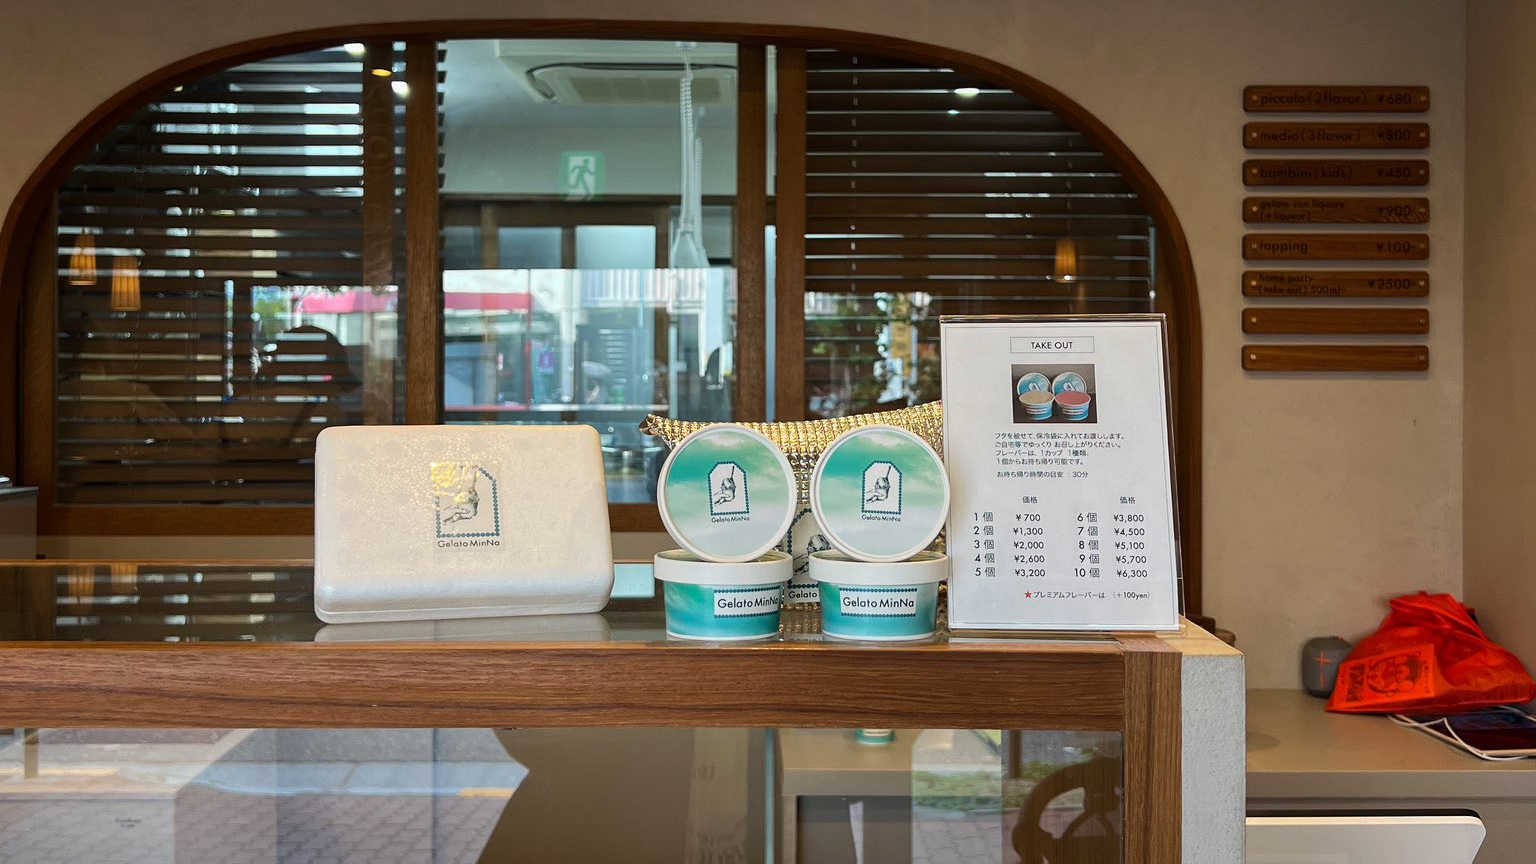 piccolo(2flavor) ¥680
medio(3flavor) ¥800
bambini(kids) ¥450
gelato con liquore
(+liqueur) ¥900
topping ¥100~
home party
(take out) 500ml~ ¥2500~
TAKE OUT
フタを被せて、保冷袋に入れてお渡しします。
ご自宅等でゆっくり お召し上がりください。
フレーバーは、1カップ 1種類、
1個からお持ち帰り可能です。
お持ち帰り時間の目安 : 30分
価格 価格
1個 ¥700 6個 ¥3,800
2個 ¥1,300 7個 ¥4,500
3個 ¥2,000 8個 ¥5,100
4個 ¥2,600 9個 ¥5,700
5個 ¥3,200 10個 ¥6,300
★プレミアムフレーバーは (+100yen)
Gelato MinNa
Gelato MinNa
Gelato MinNa
Gelato MinNa
Gelato MinNa
Gelato